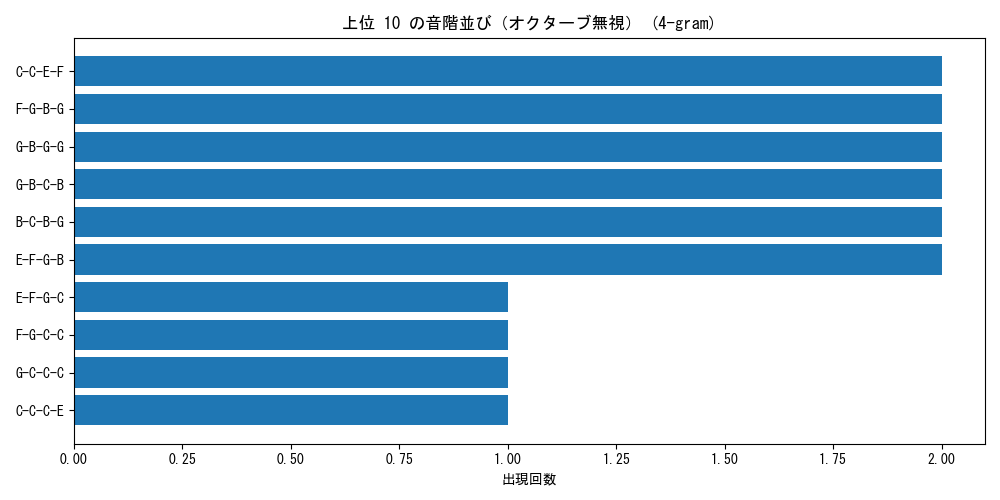 上位 10 の音階並び（オクターブ無視） (4-gram)
C-C-E-F
F-G-B-G
G-B-G-G
G-B-C-B
B-C-B-G
E-F-G-B
E-F-G-C
F-G-C-C
G-C-C-C
C-C-C-E
0.00 0.25 0.50 0.75 1.00 1.25 1.50 1.75 2.00
出現回数